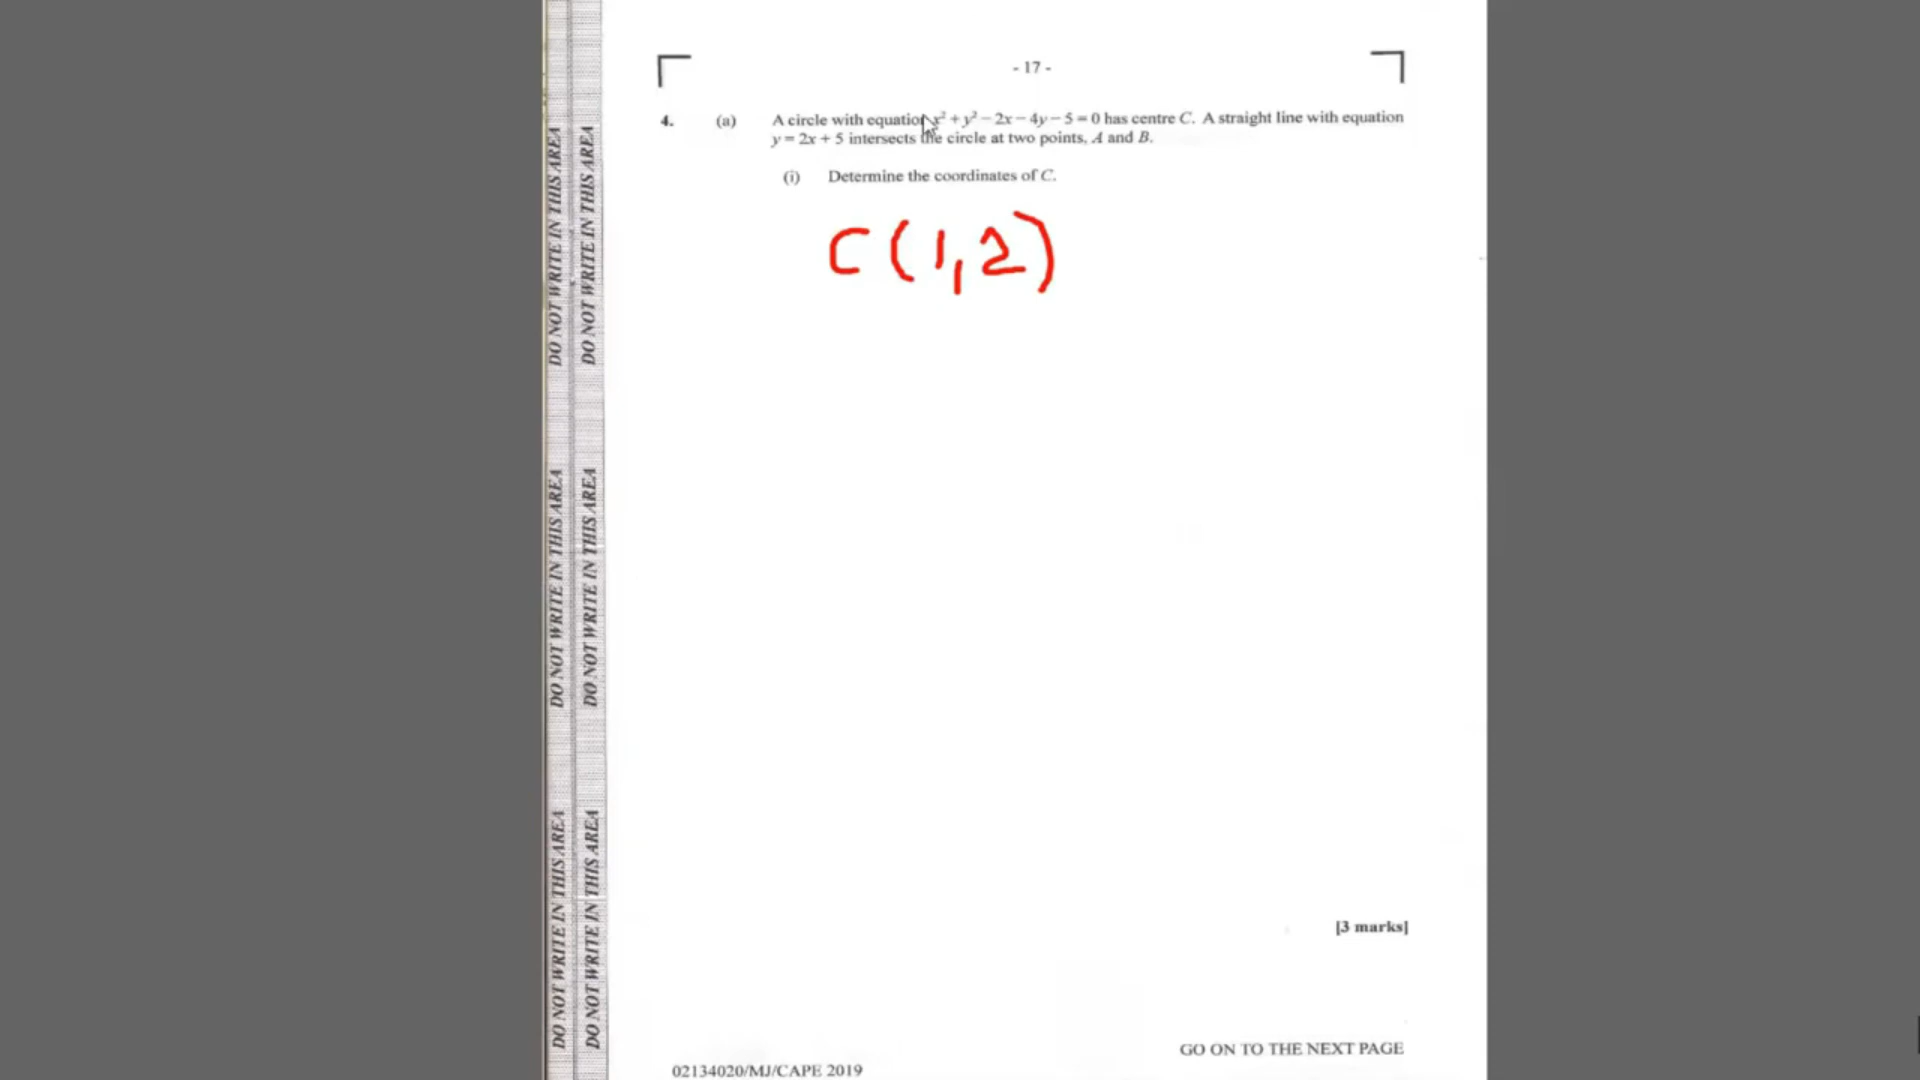 - 17 -
4. (a) A circle with equation x² + y² – 2x – 4y – 5 = 0 has centre C. A straight line with equation
y = 2x + 5 intersects the circle at two points, A and B.
(i) Determine the coordinates of C.
C (1, 2)
[3 marks]
GO ON TO THE NEXT PAGE
02134020/MJ/CAPE 2019
DO NOT WRITE IN THIS AREA
DO NOT WRITE IN THIS AREA
DO NOT WRITE IN THIS AREA
DO NOT WRITE IN THIS AREA
DO NOT WRITE IN THIS AREA
DO NOT WRITE IN THIS AREA